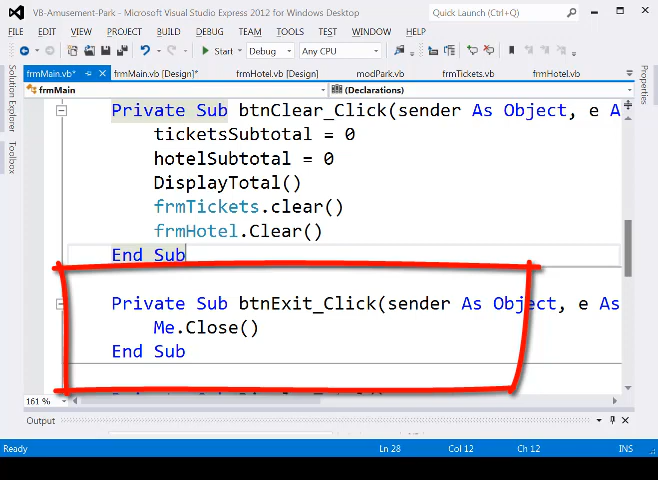 VB-Amusement-Park - Microsoft Visual Studio Express 2012 for Windows Desktop
Quick Launch (Ctrl+Q)
FILE EDIT VIEW PROJECT BUILD DEBUG TEAM TOOLS TEST WINDOW HELP
Start Debug Any CPU
frmMain.vb* frmMain.vb [Design]* frmHotel.vb [Design] modPark.vb frmTickets.vb frmHotel.vb
frmMain (Declarations)
Solution Explorer
Toolbox
Properties
Private Sub btnClear_Click(sender As Object, e A
ticketsSubtotal = 0
hotelSubtotal = 0
DisplayTotal()
frmTickets.clear()
frmHotel.Clear()
End Sub
Private Sub btnExit_Click(sender As Object, e As
Me.Close()
End Sub
161 %
Output
Ready Ln 28 Col 12 Ch 12 INS